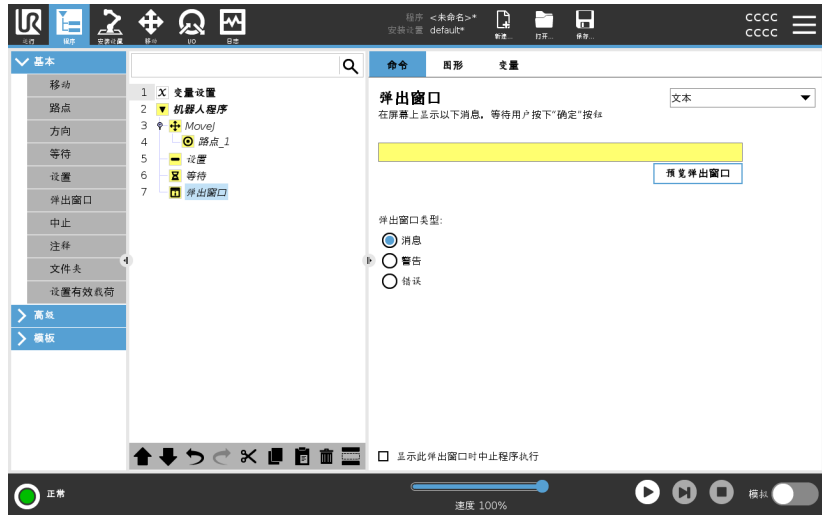 UR
运行 程序 安装设置 移动 I/O 日志
程序 <未命名>*
安装设置 default*
新建... 打开... 保存...
CCCC
CCCC
基本
移动
路点
方向
等待
设置
弹出窗口
中止
注释
文件夹
设置有效载荷
高级
模板
1 X 变量设置
2 机器人程序
3 MoveJ
4 路点_1
5 设置
6 等待
7 弹出窗口
命令 图形 变量
弹出窗口
文本
在屏幕上显示以下消息，等待用户按下"确定"按钮
预览弹出窗口
弹出窗口类型:
消息
警告
错误
显示此弹出窗口时中止程序执行
正常
速度 100%
模拟